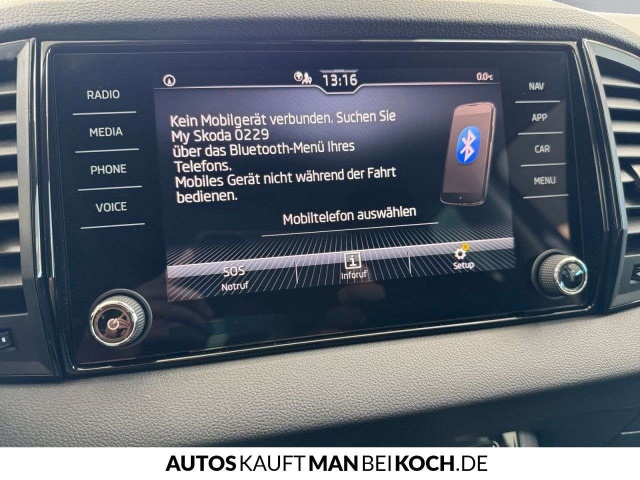 13:16
0.0°C
RADIO
MEDIA
PHONE
VOICE
Kein Mobilgerät verbunden. Suchen Sie
My Skoda 0229
über das Bluetooth-Menü Ihres
Telefons.
Mobiles Gerät nicht während der Fahrt
bedienen.
Mobiltelefon auswählen
SOS
Notruf
i
Inforuf
Setup
NAV
APP
CAR
MENU
AUTOSKAUFTMANBEIKOCH.DE